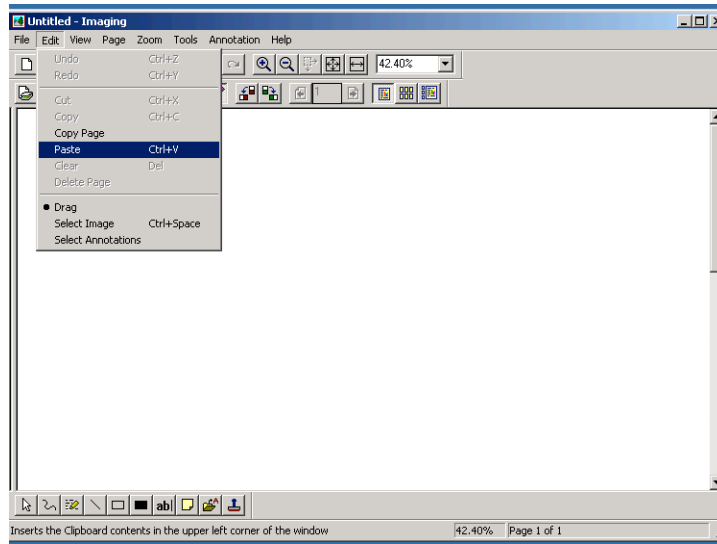 Untitled - Imaging
File Edit View Page Zoom Tools Annotation Help
Undo Ctrl+Z
42.40%
Redo Ctrl+Y
1
Cut Ctrl+X
Copy Ctrl+C
Copy Page
Paste Ctrl+V
Clear Del
Delete Page
Drag
Select Image Ctrl+Space
Select Annotations
ab|
Inserts the Clipboard contents in the upper left corner of the window 42.40% Page 1 of 1